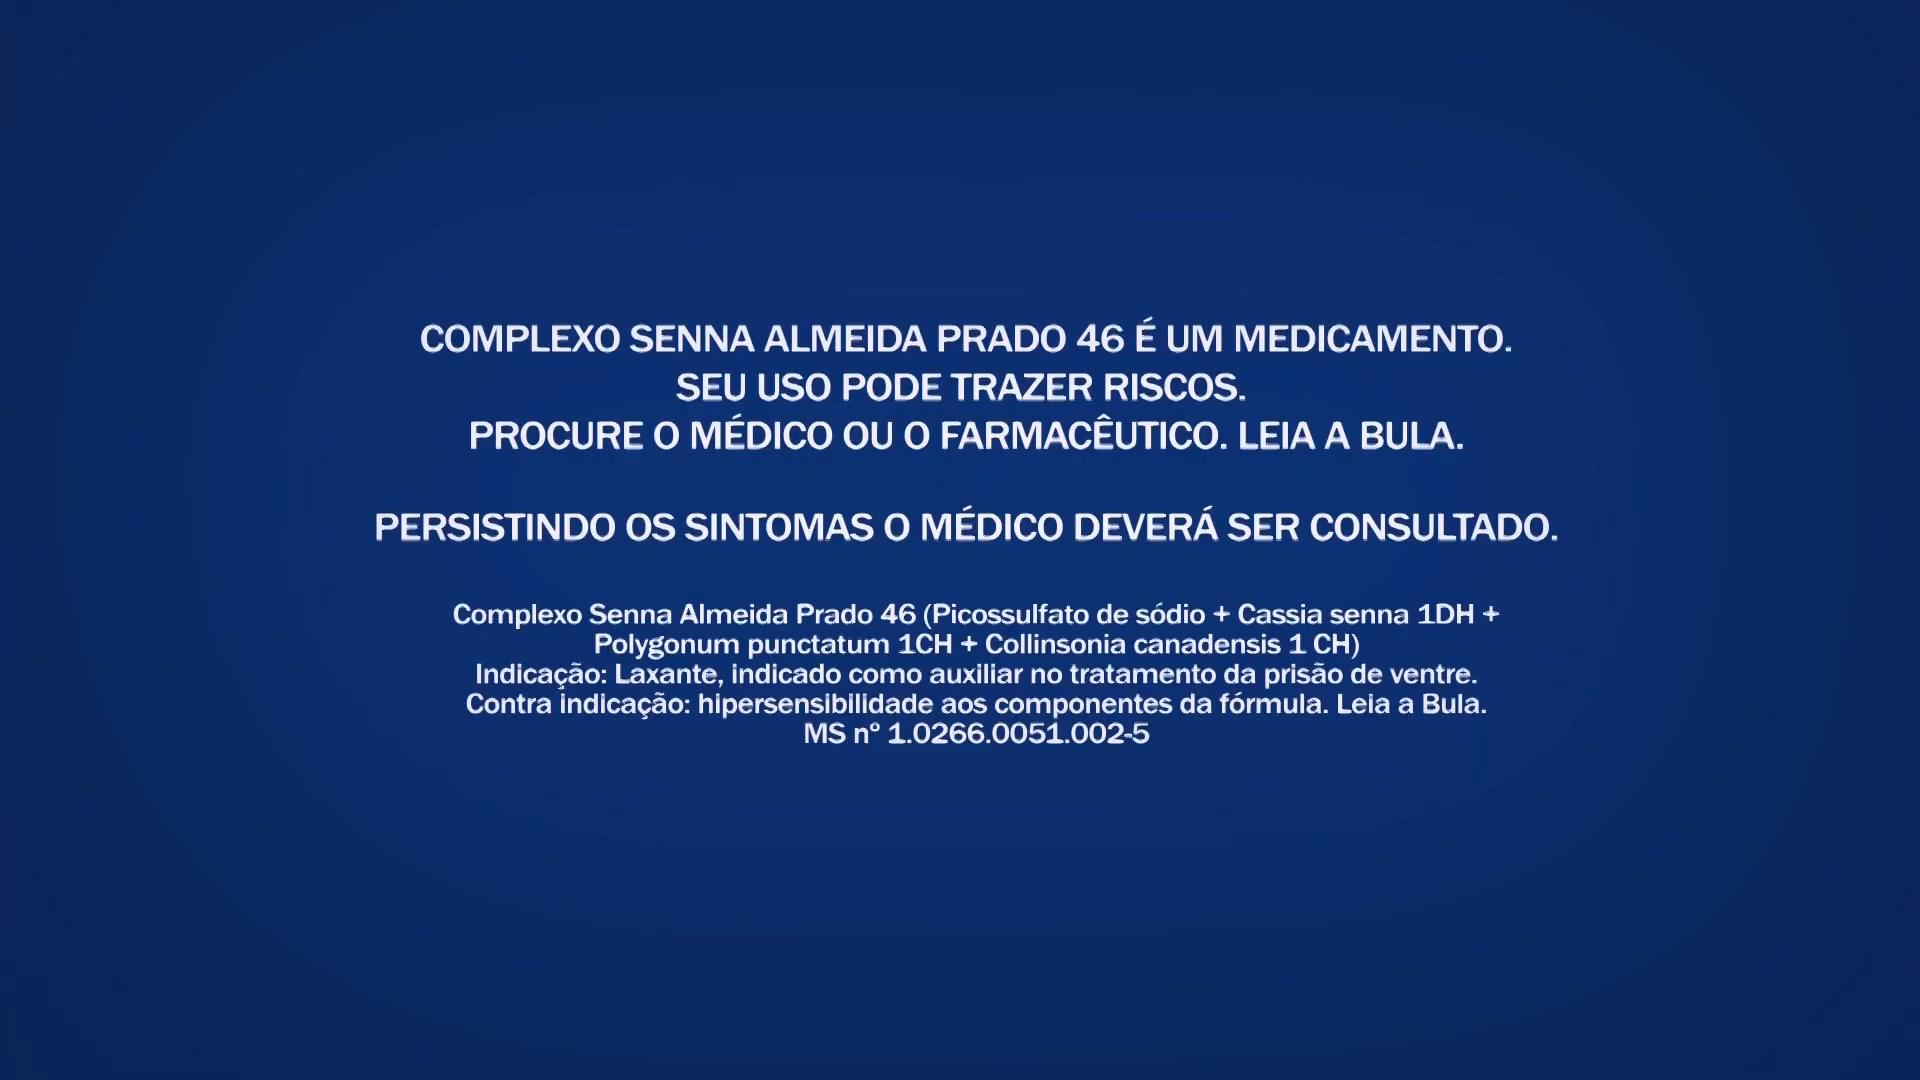 COMPLEXO SENNA ALMEIDA PRADO 46 É UM MEDICAMENTO.
SEU USO PODE TRAZER RISCOS.
PROCURE O MÉDICO OU O FARMACÊUTICO. LEIA A BULA.
PERSISTINDO OS SINTOMAS O MÉDICO DEVERÁ SER CONSULTADO.
Complexo Senna Almeida Prado 46 (Picossulfato de sódio + Cassia senna 1DH +
Polygonum punctatum 1CH + Collinsonia canadensis 1 CH)
Indicação: Laxante, indicado como auxiliar no tratamento da prisão de ventre.
Contra indicação: hipersensibilidade aos componentes da fórmula. Leia a Bula.
MS nº 1.0266.0051.002-5